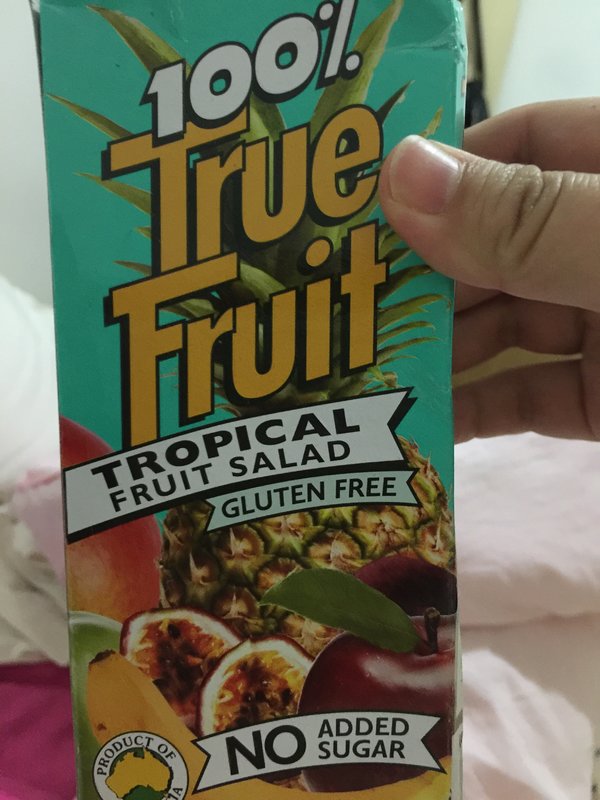 100%
True
Fruit
TROPICAL
FRUIT SALAD
GLUTEN FREE
NO ADDED
SUGAR
PRODUCT OF